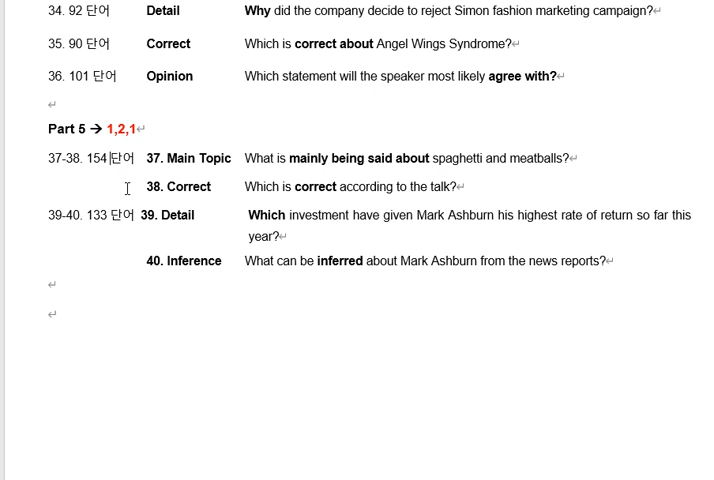 34. 92 단어 Detail Why did the company decide to reject Simon fashion marketing campaign?
35. 90 단어 Correct Which is correct about Angel Wings Syndrome?
36. 101 단어 Opinion Which statement will the speaker most likely agree with?
Part 5 → 1,2,1
37-38. 154단어 37. Main Topic What is mainly being said about spaghetti and meatballs?
38. Correct Which is correct according to the talk?
39-40. 133 단어 39. Detail Which investment have given Mark Ashburn his highest rate of return so far this
year?
40. Inference What can be inferred about Mark Ashburn from the news reports?